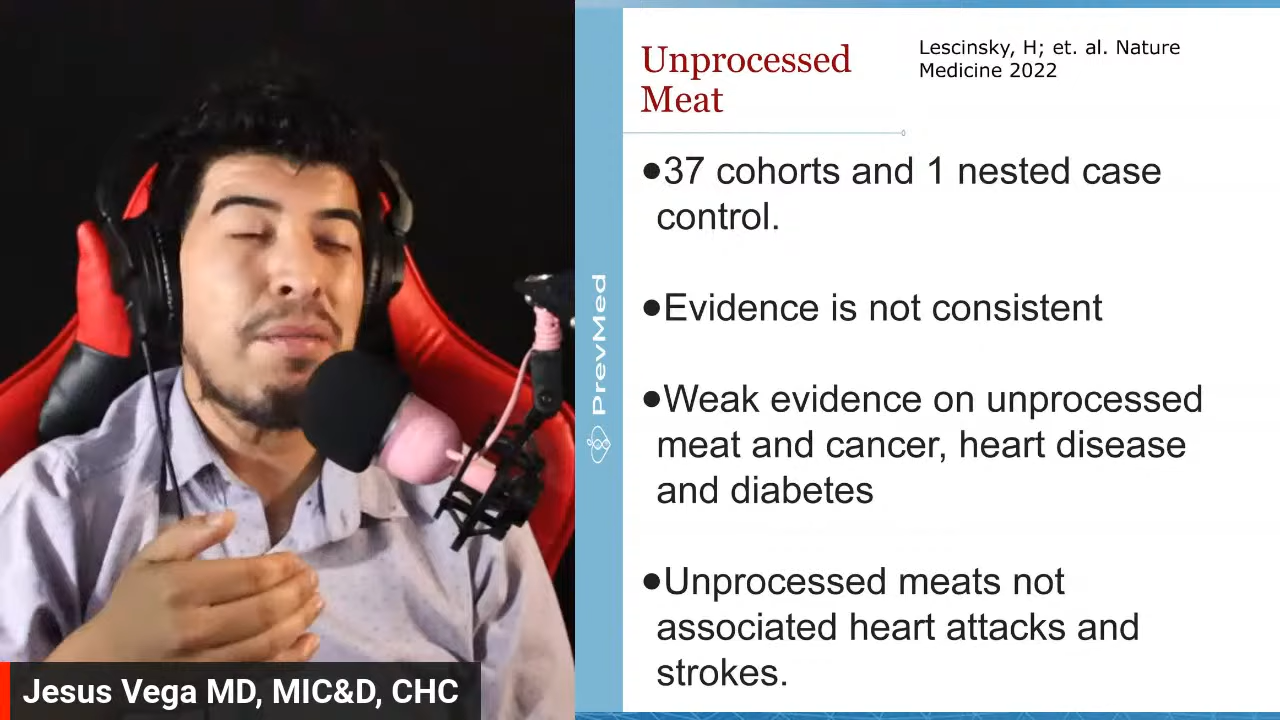 Unprocessed
Meat
Lescinsky, H; et. al. Nature
Medicine 2022
●37 cohorts and 1 nested case
control.
●Evidence is not consistent
●Weak evidence on unprocessed
meat and cancer, heart disease
and diabetes
●Unprocessed meats not
associated heart attacks and
strokes.
PrevMed
Jesus Vega MD, MIC&D, CHC